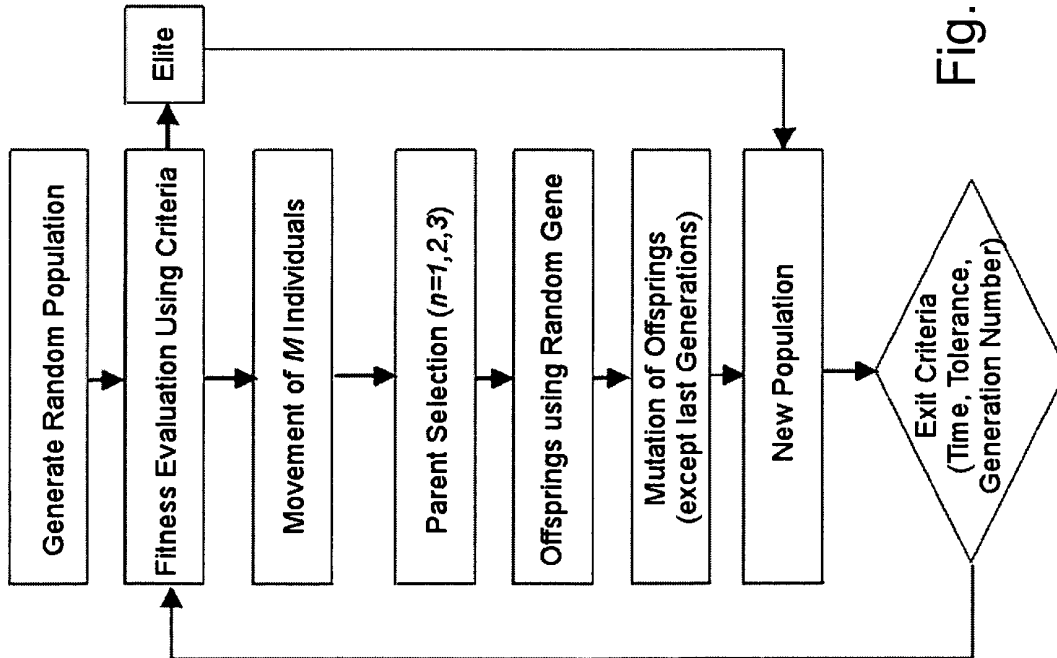 Generate Random Population
Fitness Evaluation Using Criteria
Elite
Movement of M Individuals
Parent Selection (n=1,2,3)
Offsprings using Random Gene
Mutation of Offsprings
(except last Generations)
New Population
Exit Criteria
(Time, Tolerance,
Generation Number)
Fig.